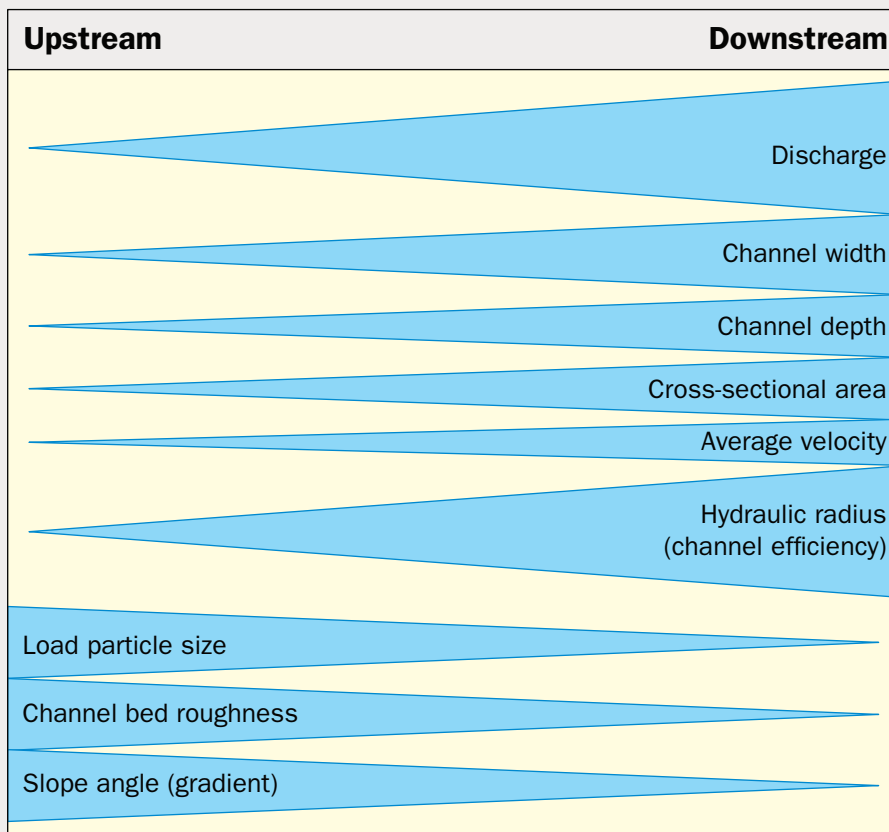 Upstream
Downstream
Discharge
Channel width
Channel depth
Cross-sectional area
Average velocity
Hydraulic radius
(channel efficiency)
Load particle size
Channel bed roughness
Slope angle (gradient)